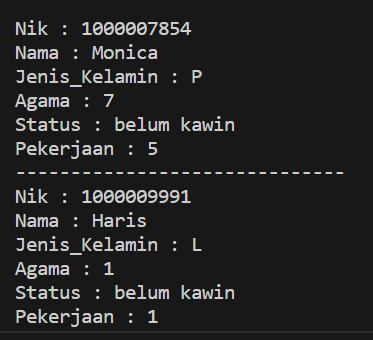 Nik : 1000007854
Nama : Monica
Jenis_Kelamin : P
Agama : 7
Status : belum kawin
Pekerjaan : 5
------------------------------
Nik : 1000009991
Nama : Haris
Jenis_Kelamin : L
Agama : 1
Status : belum kawin
Pekerjaan : 1